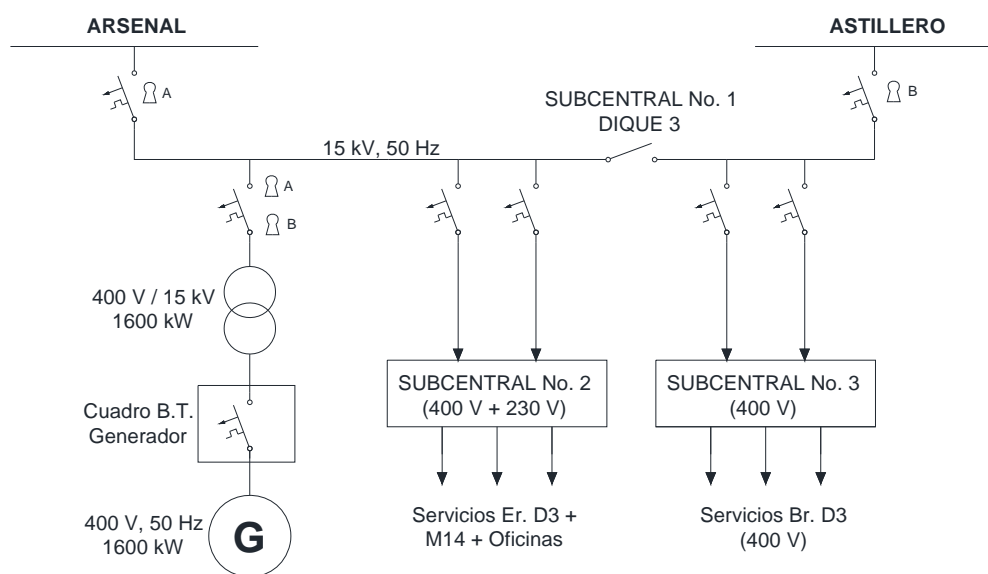 ARSENAL
ASTILLERO
A
B
SUBCENTRAL No. 1
DIQUE 3
15 kV, 50 Hz
A
B
400 V / 15 kV
1600 kW
SUBCENTRAL No. 2
(400 V + 230 V)
SUBCENTRAL No. 3
(400 V)
Cuadro B.T.
Generador
400 V, 50 Hz
1600 kW
G
Servicios Er. D3 +
M14 + Oficinas
Servicios Br. D3
(400 V)